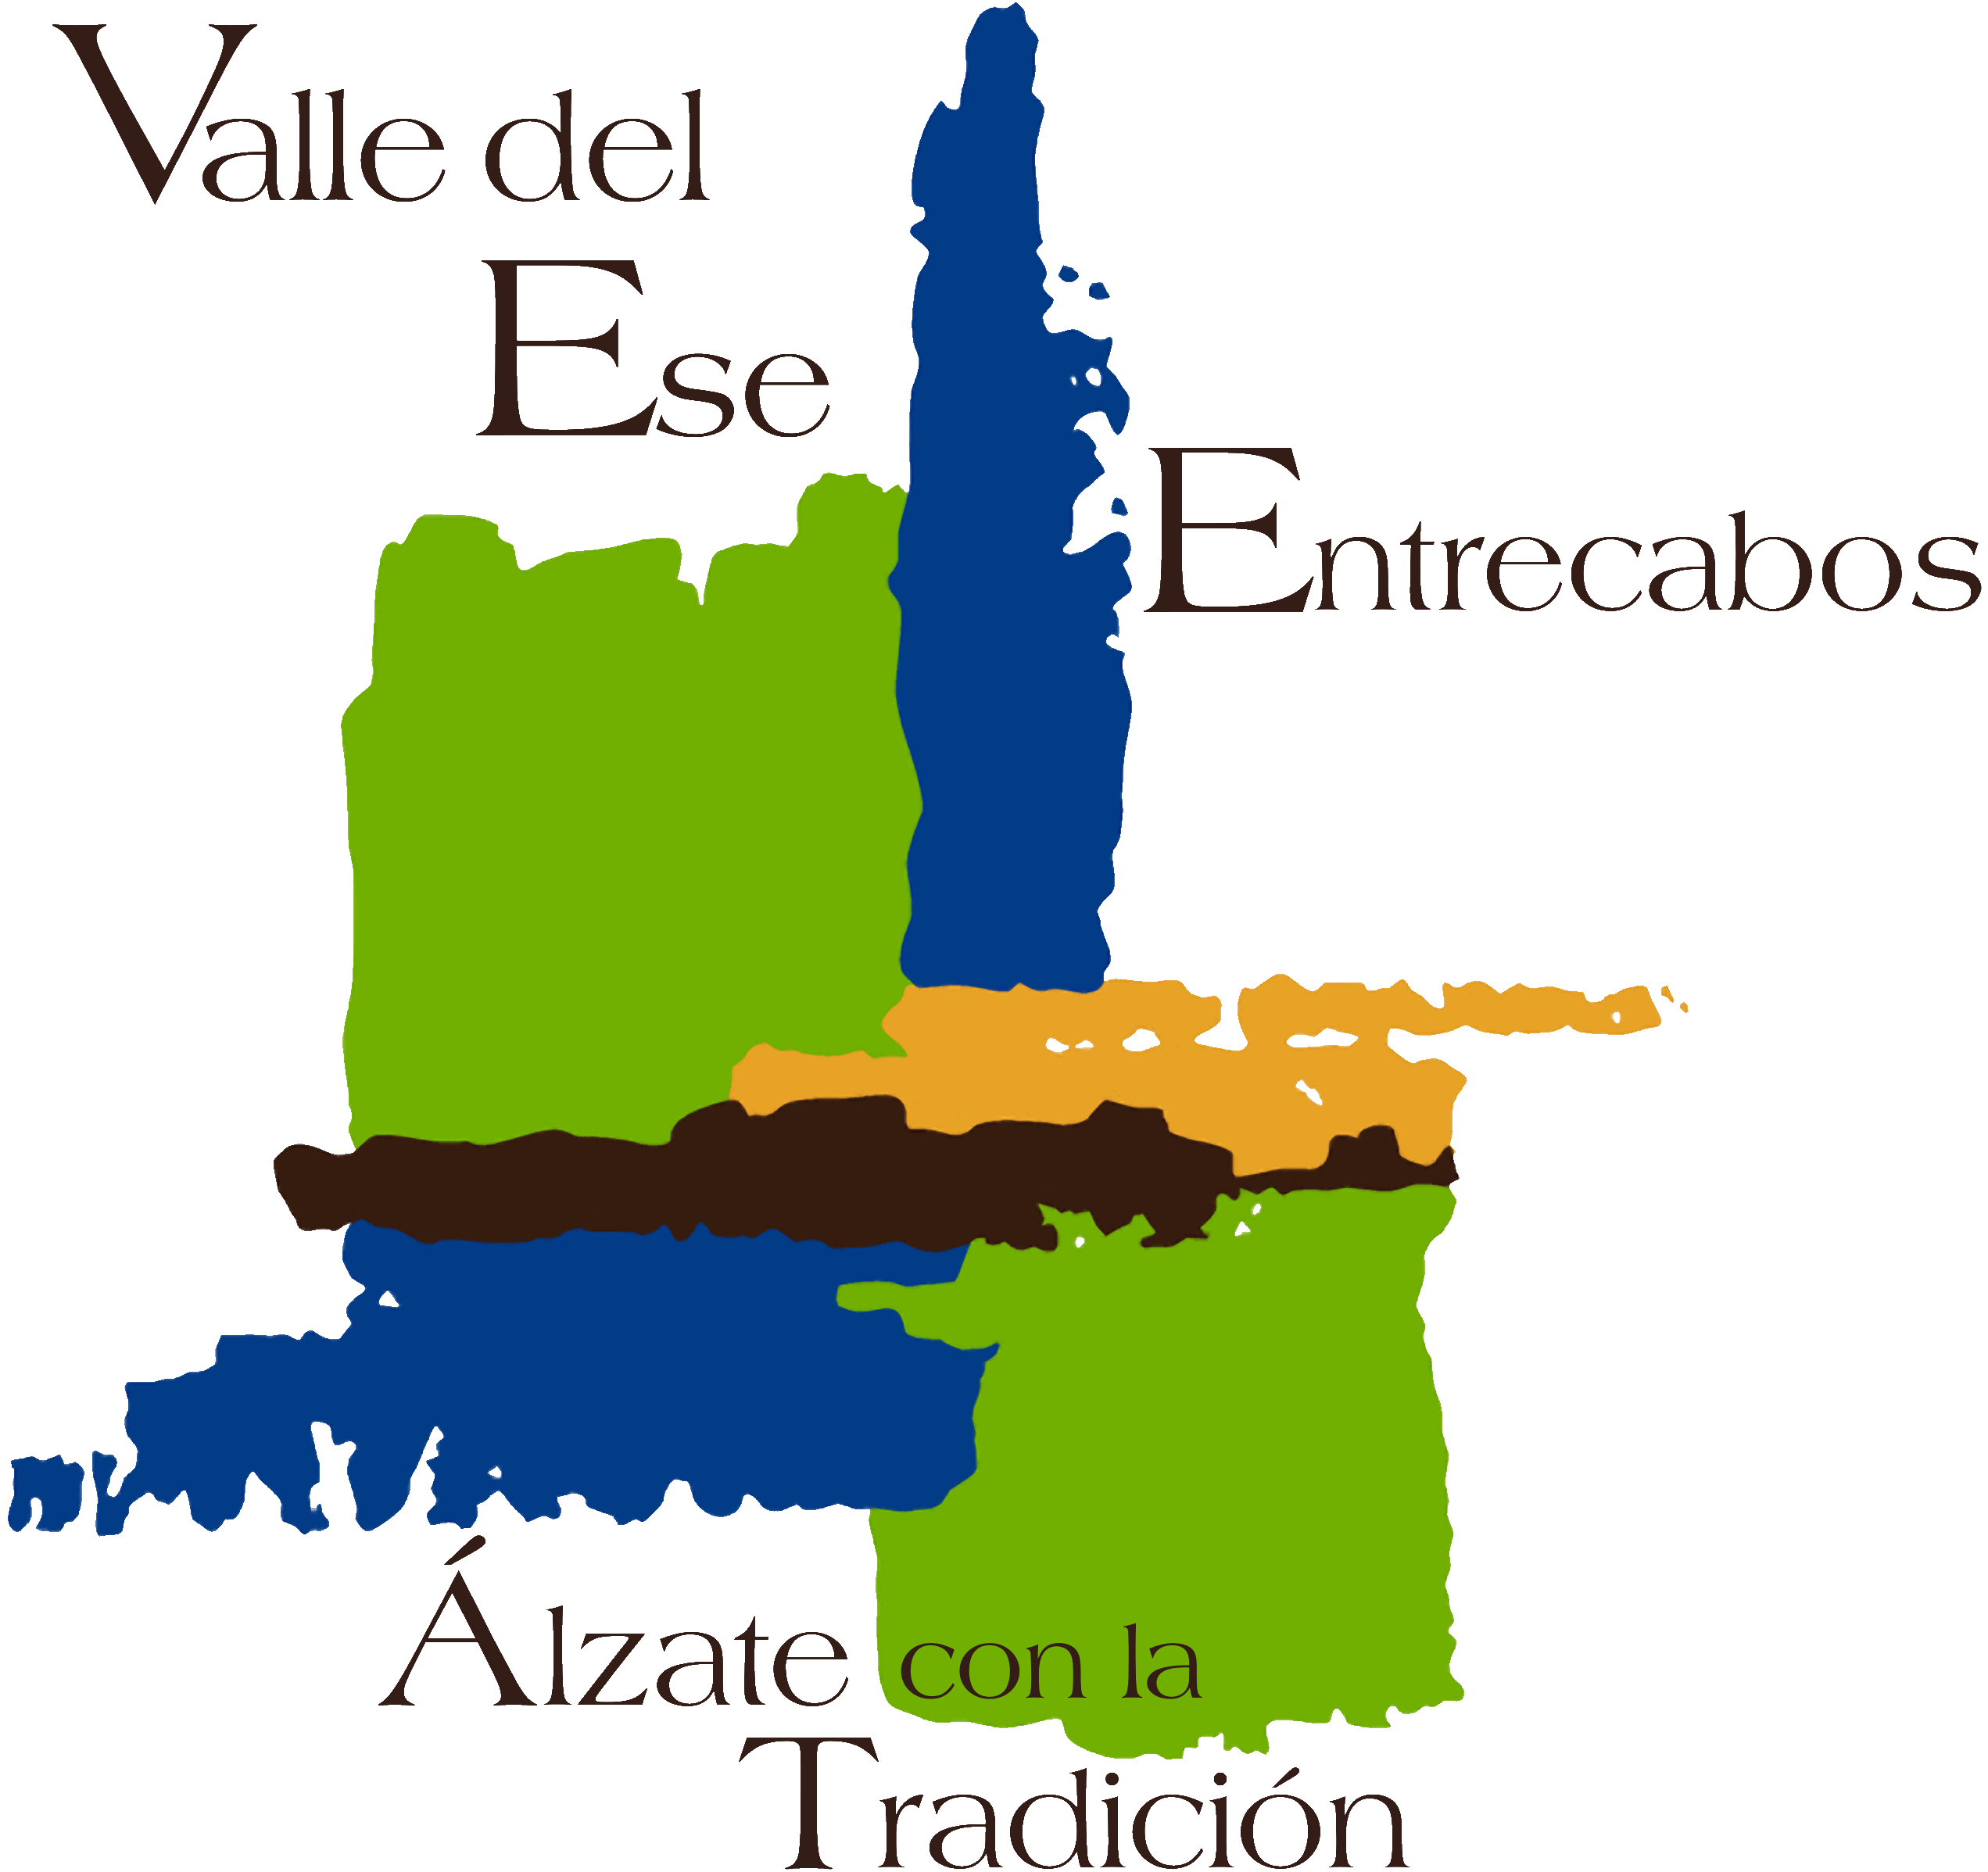 Valle del
Ese
Entrecabos
Álzate con la
Tradición